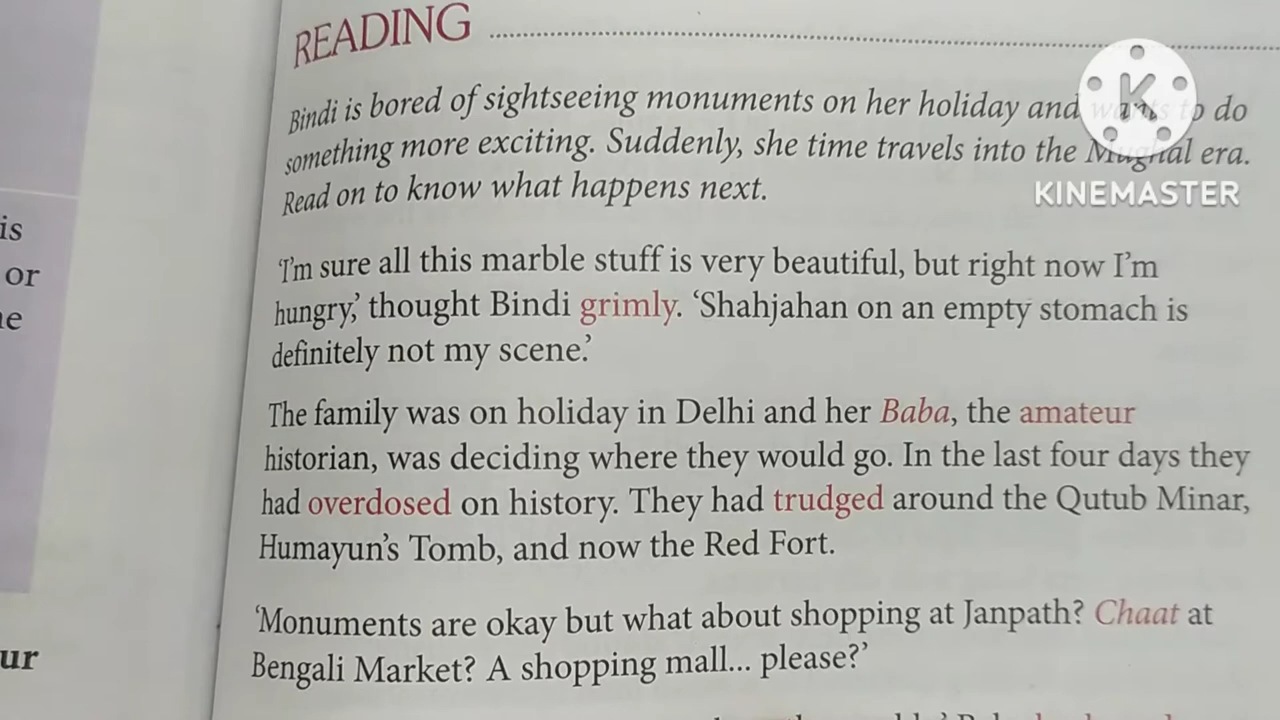 READING
Bindi is bored of sightseeing monuments on her holiday and wants to do
something more exciting. Suddenly, she time travels into the Mughal era.
Read on to know what happens next.
KINEMASTER
'I'm sure all this marble stuff is very beautiful, but right now I'm
hungry,' thought Bindi grimly. 'Shahjahan on an empty stomach is
definitely not my scene.'
The family was on holiday in Delhi and her Baba, the amateur
historian, was deciding where they would go. In the last four days they
had overdosed on history. They had trudged around the Qutub Minar,
Humayun's Tomb, and now the Red Fort.
'Monuments are okay but what about shopping at Janpath? Chaat at
Bengali Market? A shopping mall... please?'
is
or
ur